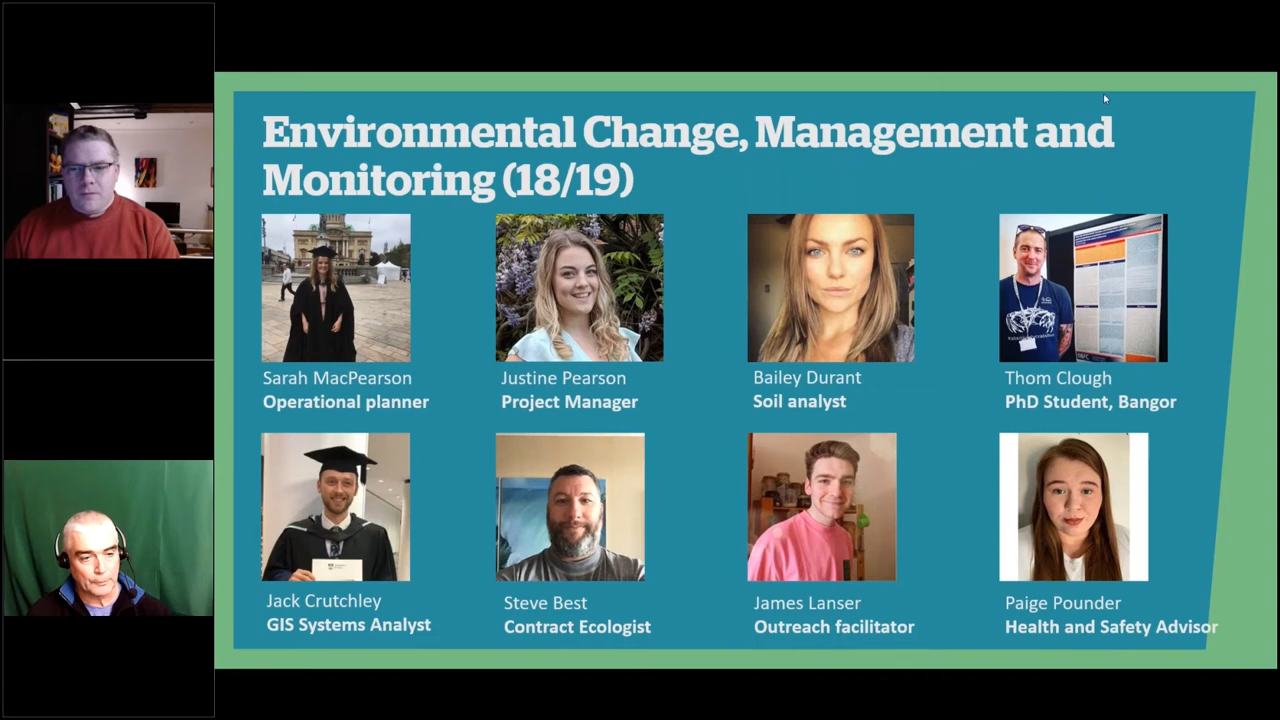 Environmental Change, Management and
Monitoring (18/19)
Sarah MacPearson
Operational planner
Justine Pearson
Project Manager
Bailey Durant
Soil analyst
Thom Clough
PhD Student, Bangor
Jack Crutchley
GIS Systems Analyst
Steve Best
Contract Ecologist
James Lanser
Outreach facilitator
Paige Pounder
Health and Safety Advisor